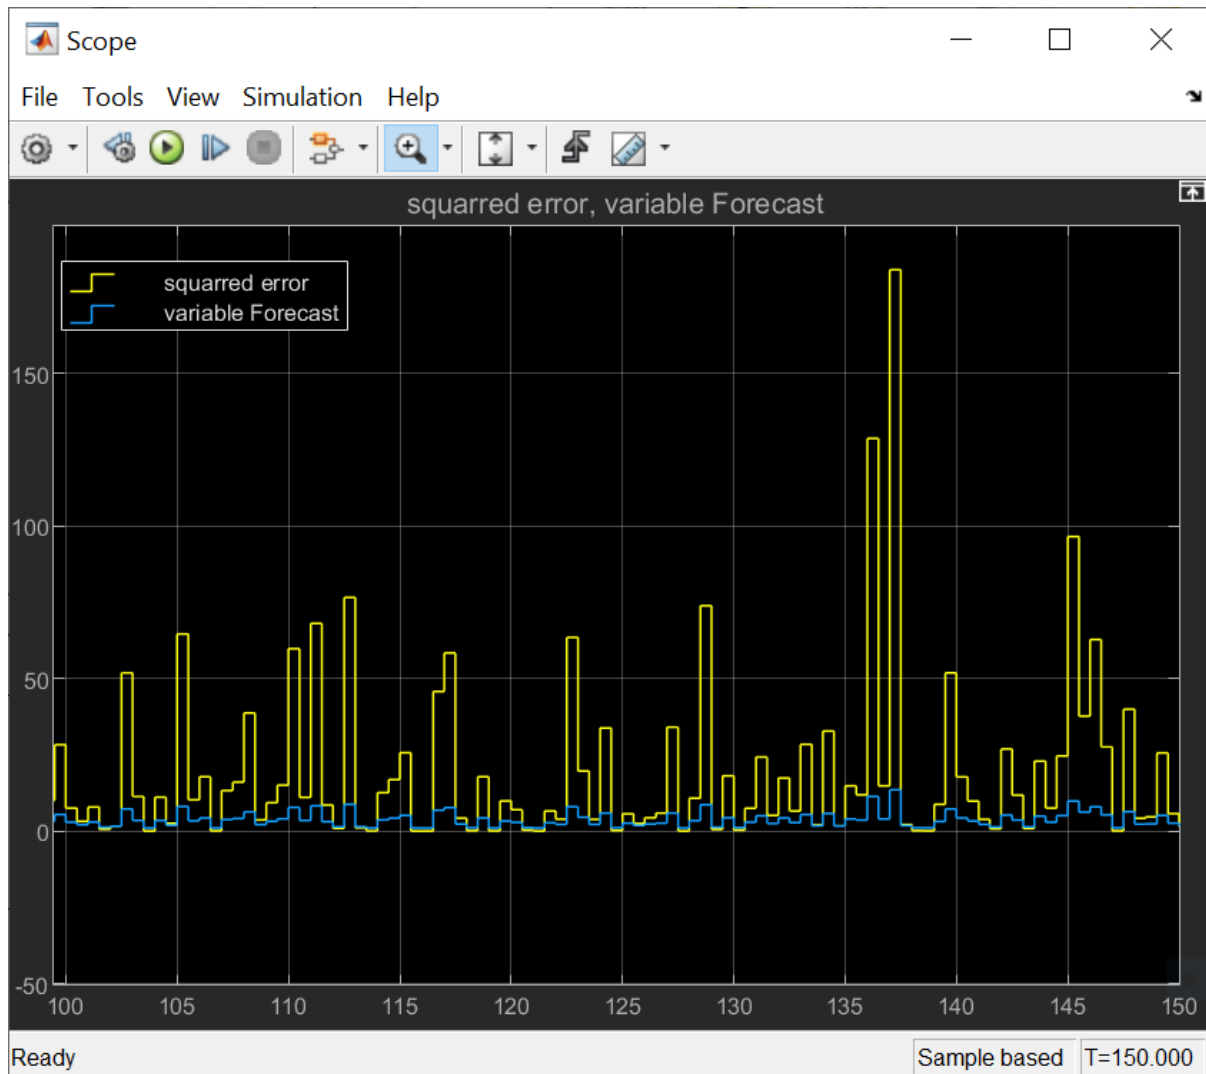 Scope
File Tools View Simulation Help
squarred error, variable Forecast
squarred error
variable Forecast
150
100
50
0
-50
100 105 110 115 120 125 130 135 140 145 150
Ready Sample based T=150.000